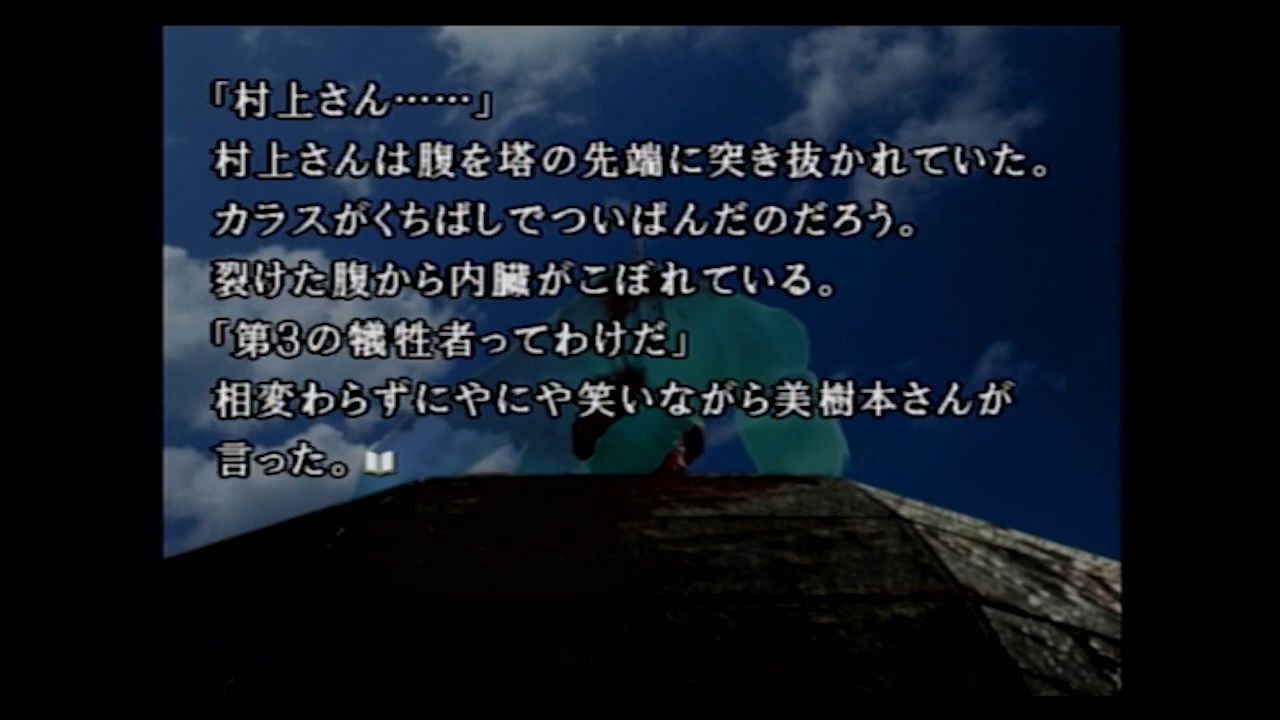 「村上さん……」
村上さんは腹を塔の先端に突き抜かれていた。
カラスがくちばしでついばんだのだろう。
裂けた腹から内臓がこぼれている。
「第3の犠牲者ってわけだ」
相変わらずにやにや笑いながら美樹本さんが
言った。